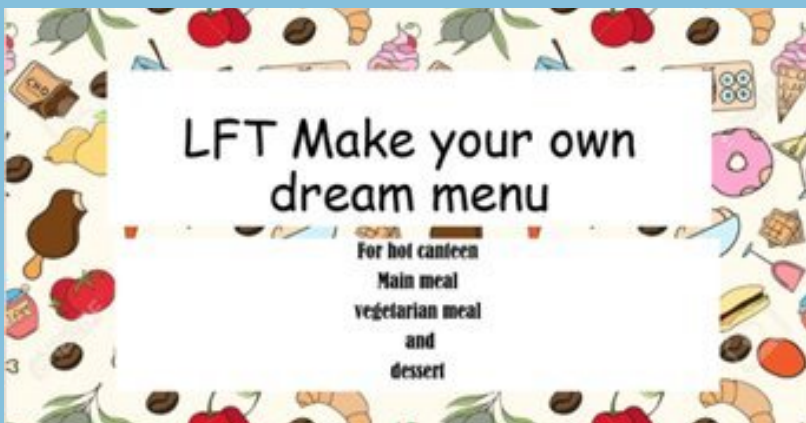 LFT Make your own
dream menu
For hot canteen
Main meal
vegetarian meal
and
dessert